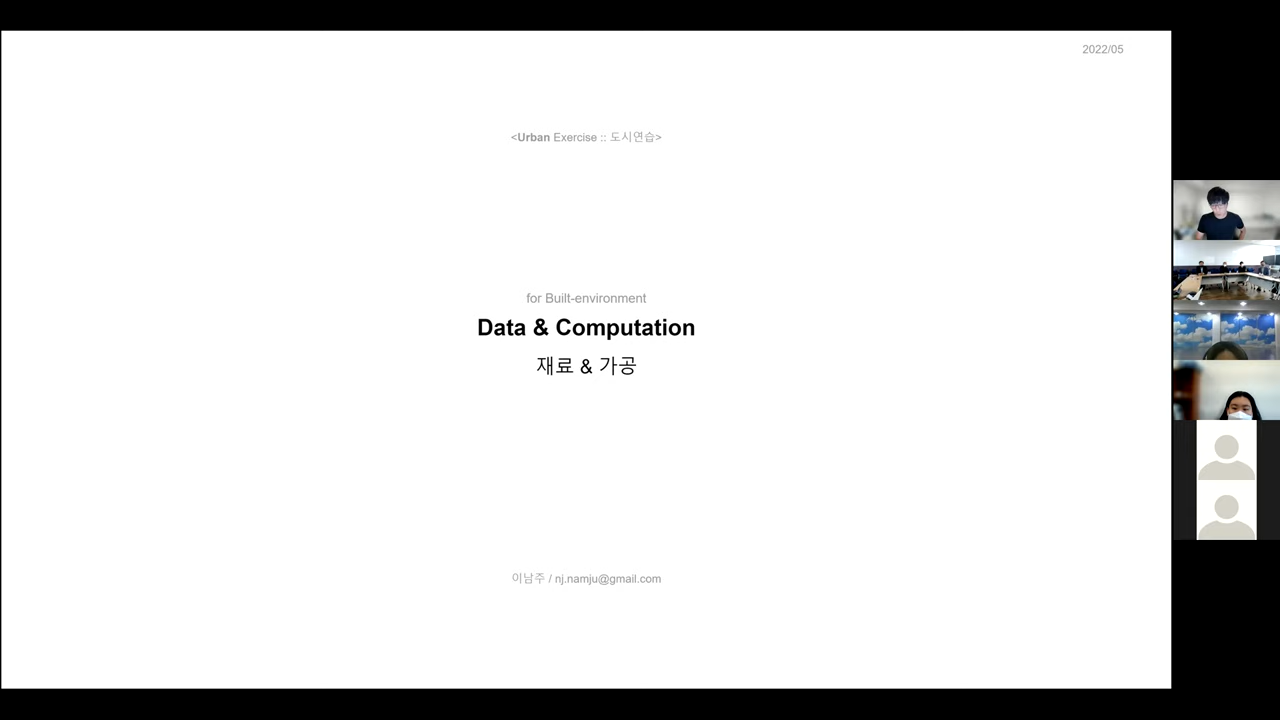 2022/05
<Urban Exercise :: 도시연습>
for Built-environment
Data & Computation
재료 & 가공
이남주 / nj.namju@gmail.com